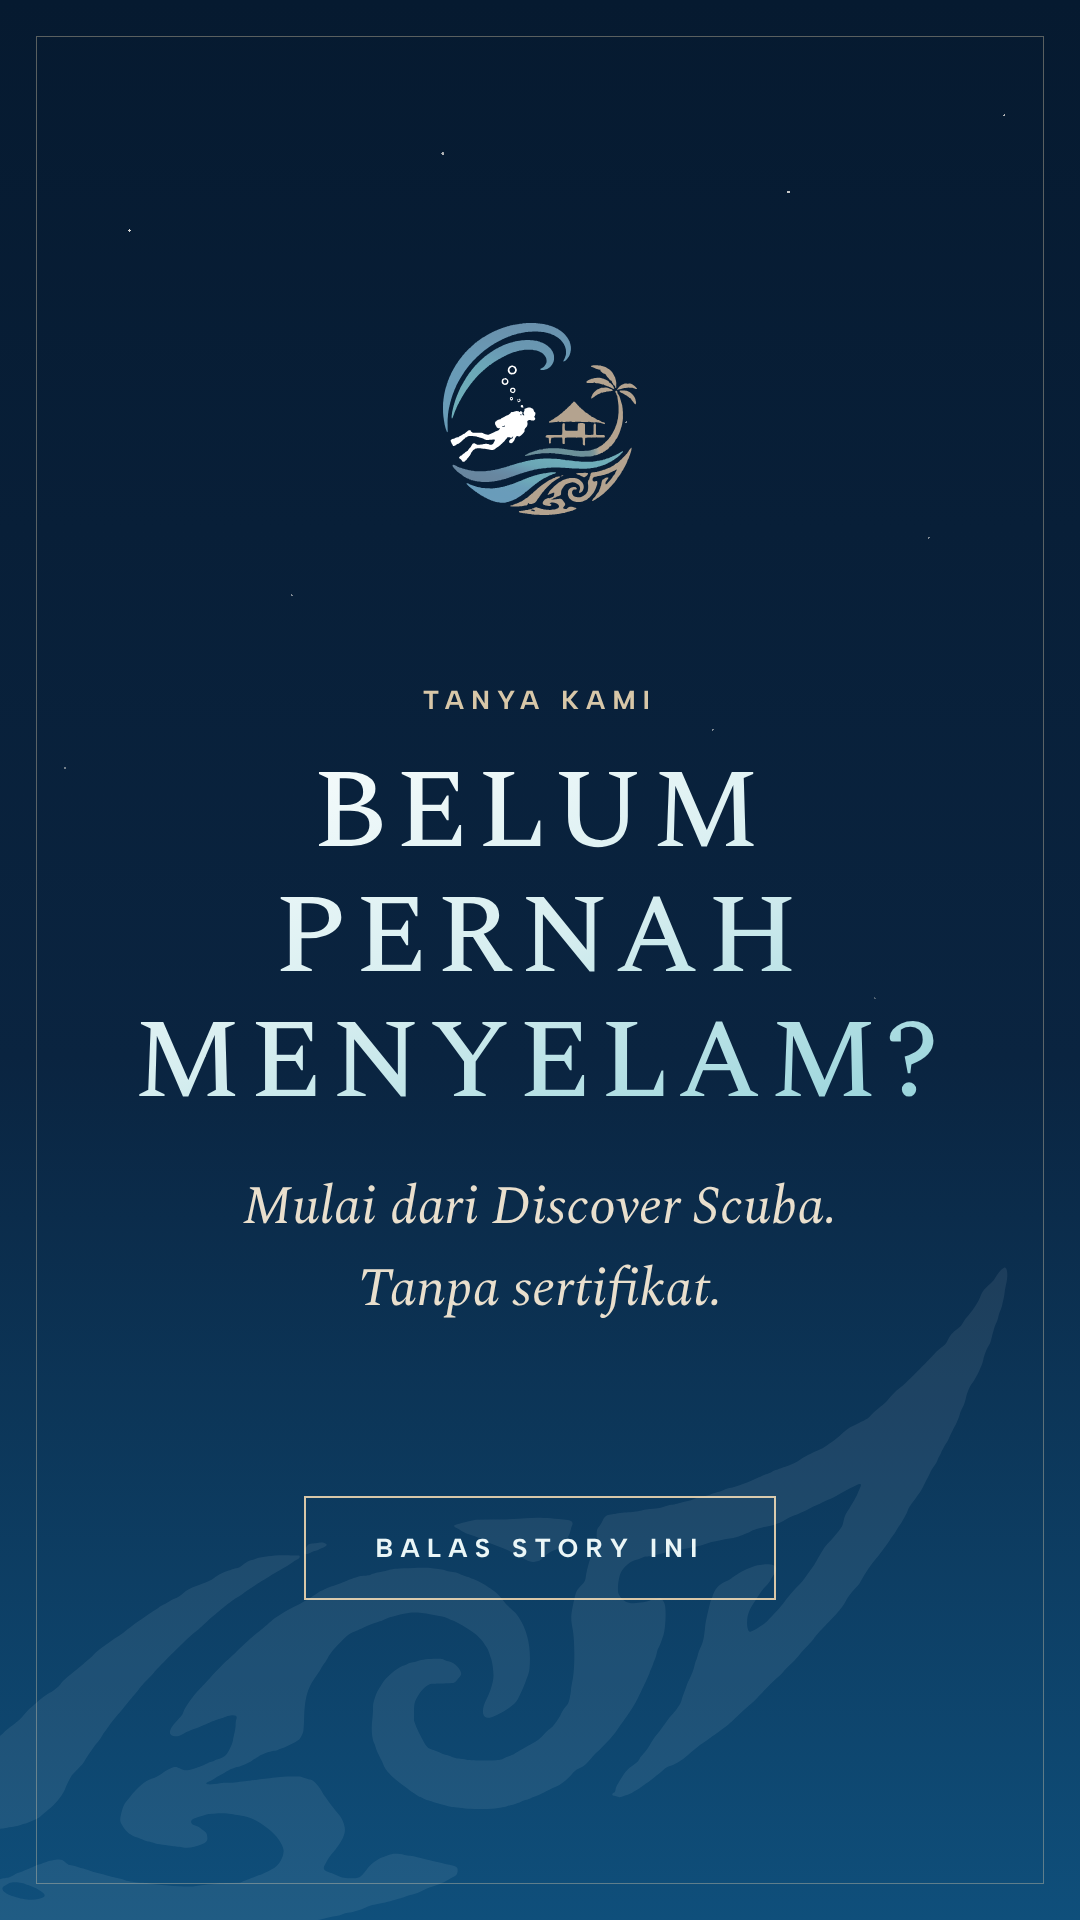 TANYA KAMI
BELUM
PERNAH
MENYELAM?
Mulai dari Discover Scuba.
Tanpa sertifikat.
BALAS STORY INI